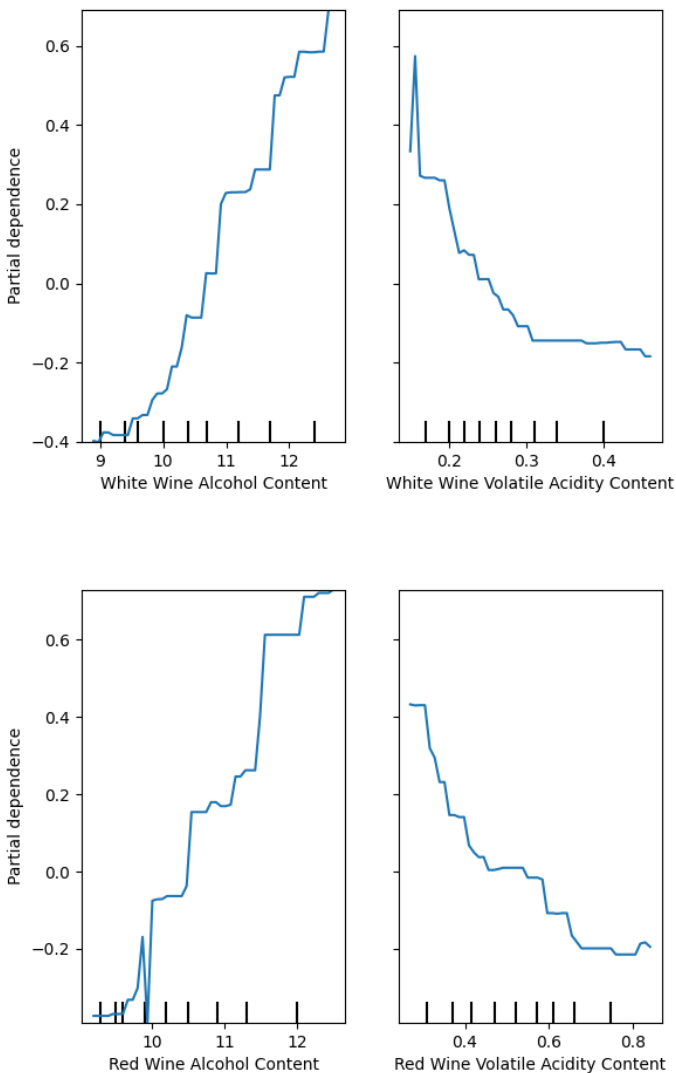 0.6
0.4
0.2
0.0
−0.2
−0.4
Partial dependence
9 10 11 12
White Wine Alcohol Content
0.2 0.3 0.4
White Wine Volatile Acidity Content
0.6
0.4
0.2
0.0
−0.2
Partial dependence
10 11 12
Red Wine Alcohol Content
0.4 0.6 0.8
Red Wine Volatile Acidity Content